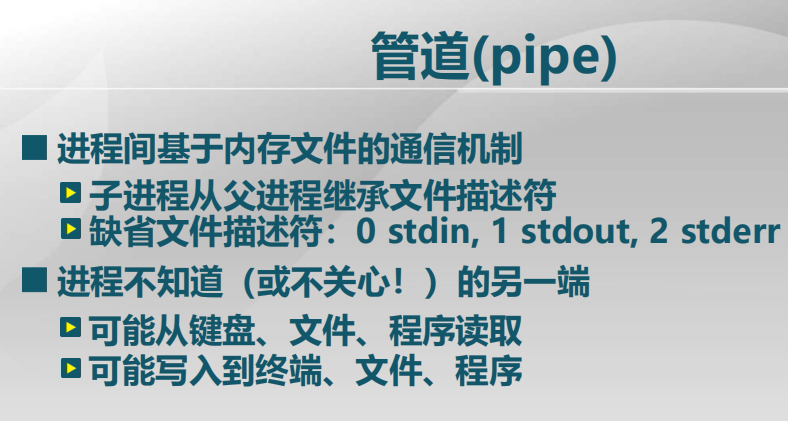 管道(pipe)
进程间基于内存文件的通信机制
子进程从父进程继承文件描述符
缺省文件描述符：0 stdin, 1 stdout, 2 stderr
进程不知道（或不关心！）的另一端
可能从键盘、文件、程序读取
可能写入到终端、文件、程序